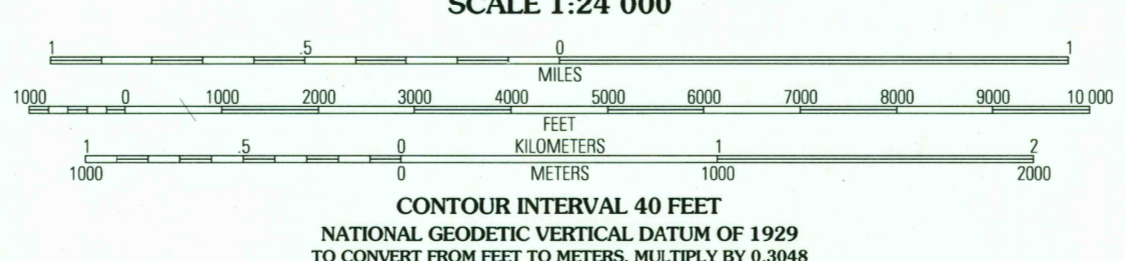 SCALE 1:24 000
1 .5 0 1
MILES
1000 0 1000 2000 3000 4000 5000 6000 7000 8000 9000 10 000
FEET
1 .5 0 KILOMETERS 1 2
1000 0 METERS 1000 2000
CONTOUR INTERVAL 40 FEET
NATIONAL GEODETIC VERTICAL DATUM OF 1929
TO CONVERT FROM FEET TO METERS, MULTIPLY BY 0.3048